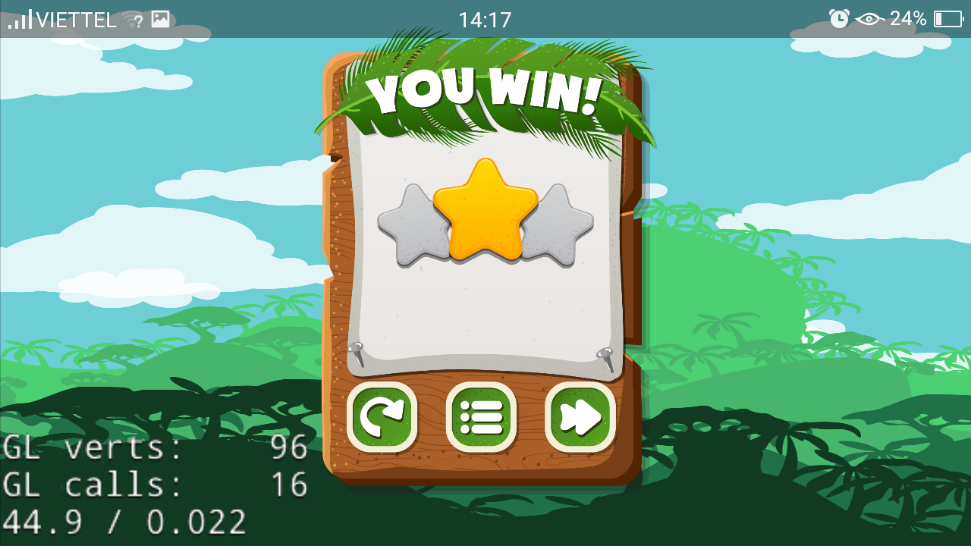 VIETTEL ? 14:17 24%
YOU WIN!
GL verts: 96
GL calls: 16
44.9 / 0.022